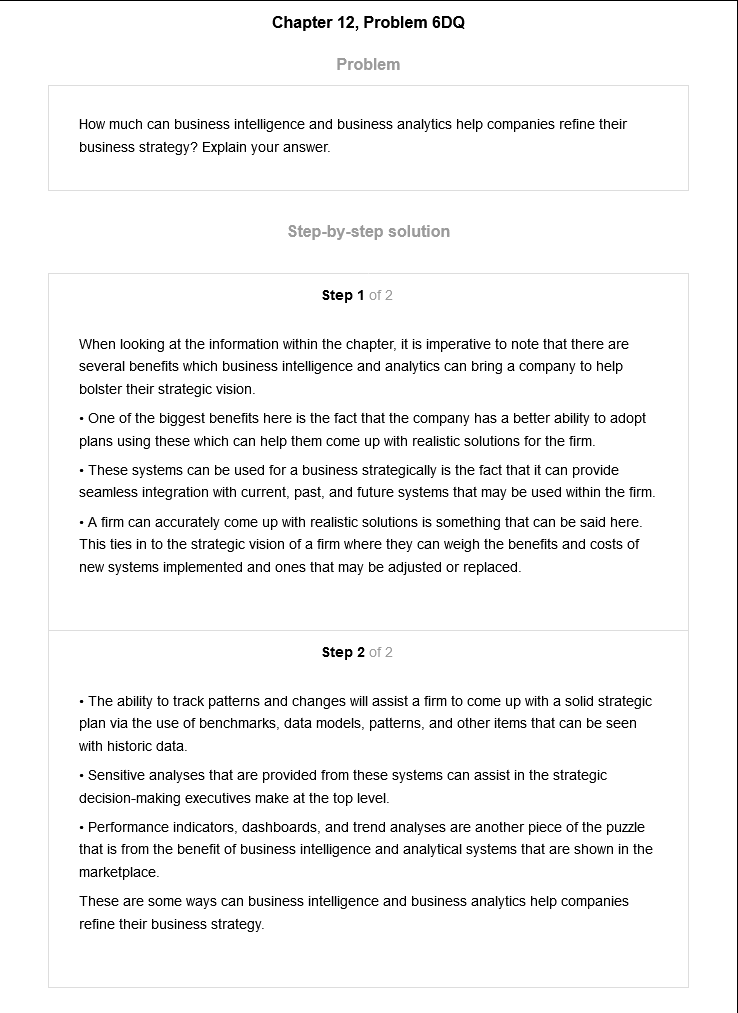 Chapter 12, Problem 6DQ
Problem
How much can business intelligence and business analytics help companies refine their
business strategy? Explain your answer.
Step-by-step solution
Step 1 of 2
When looking at the information within the chapter, it is imperative to note that there are
several benefits which business intelligence and analytics can bring a company to help
bolster their strategic vision.
• One of the biggest benefits here is the fact that the company has a better ability to adopt
plans using these which can help them come up with realistic solutions for the firm.
• These systems can be used for a business strategically is the fact that it can provide
seamless integration with current, past, and future systems that may be used within the firm.
• A firm can accurately come up with realistic solutions is something that can be said here.
This ties in to the strategic vision of a firm where they can weigh the benefits and costs of
new systems implemented and ones that may be adjusted or replaced.
Step 2 of 2
• The ability to track patterns and changes will assist a firm to come up with a solid strategic
plan via the use of benchmarks, data models, patterns, and other items that can be seen
with historic data.
• Sensitive analyses that are provided from these systems can assist in the strategic
decision-making executives make at the top level.
• Performance indicators, dashboards, and trend analyses are another piece of the puzzle
that is from the benefit of business intelligence and analytical systems that are shown in the
marketplace.
These are some ways can business intelligence and business analytics help companies
refine their business strategy.